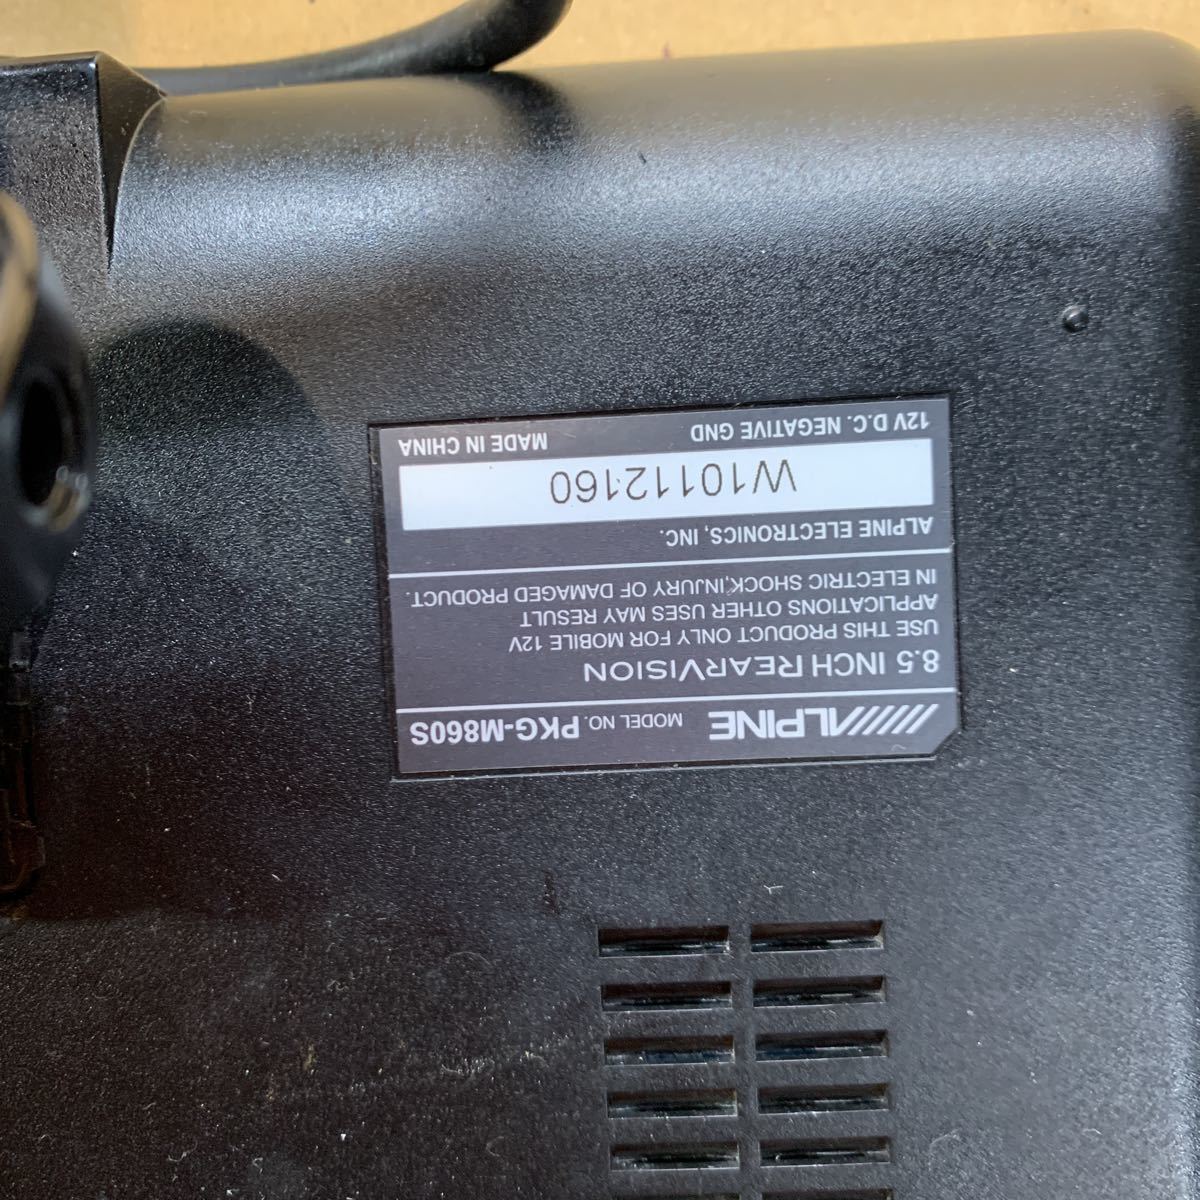 ALPINE MODEL NO. PKG-M860S
8.5 INCH REARVISION
USE THIS PRODUCT ONLY FOR MOBILE 12V
APPLICATIONS OTHER USES MAY RESULT
IN ELECTRIC SHOCK,INJURY OF DAMAGED PRODUCT.
ALPINE ELECTRONICS, INC.
W10112160
12V D.C. NEGATIVE GND MADE IN CHINA